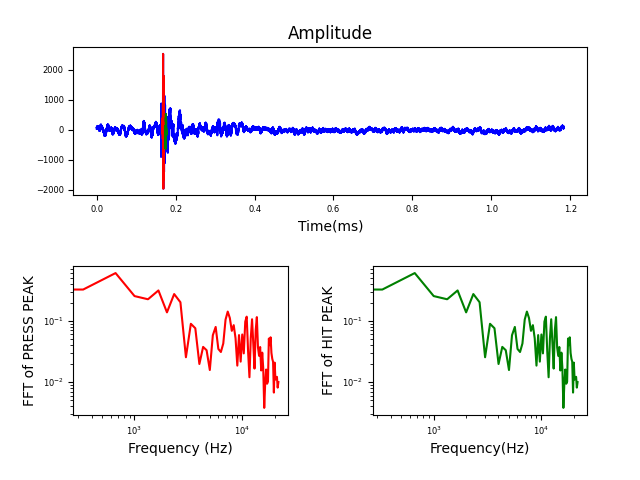 Amplitude
2000
1000
0
−1000
−2000
0.0 0.2 0.4 0.6 0.8 1.0 1.2
Time(ms)
FFT of PRESS PEAK
10⁻¹
10⁻²
10³ 10⁴
Frequency (Hz)
FFT of HIT PEAK
10⁻¹
10⁻²
10³ 10⁴
Frequency(Hz)